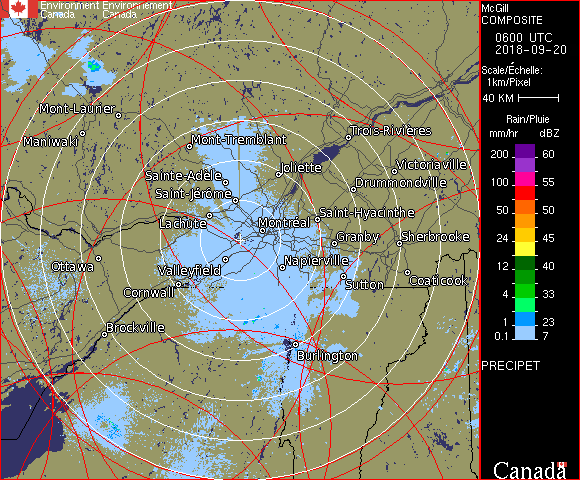 Environment Environnement
Canada Canada
McGill
COMPOSITE
0600 UTC
2018-09-20
Scale/Échelle:
1km/Pixel
40 KM
Rain/Pluie
mm/hr dBZ
200 60
100 55
50 50
24 45
12 40
4 33
1 23
0.1 7
PRECIPET
Canada
Mont-Laurier
Maniwaki
Mont-Tremblant
Trois-Rivières
Joliette
Victoriaville
Sainte-Adèle
Drummondville
Saint-Jérôme
Lachute
Saint-Hyacinthe
Montréal
Granby
Sherbrooke
Ottawa
Valleyfield
Napierville
Cornwall
Sutton
Coaticook
Brockville
Burlington